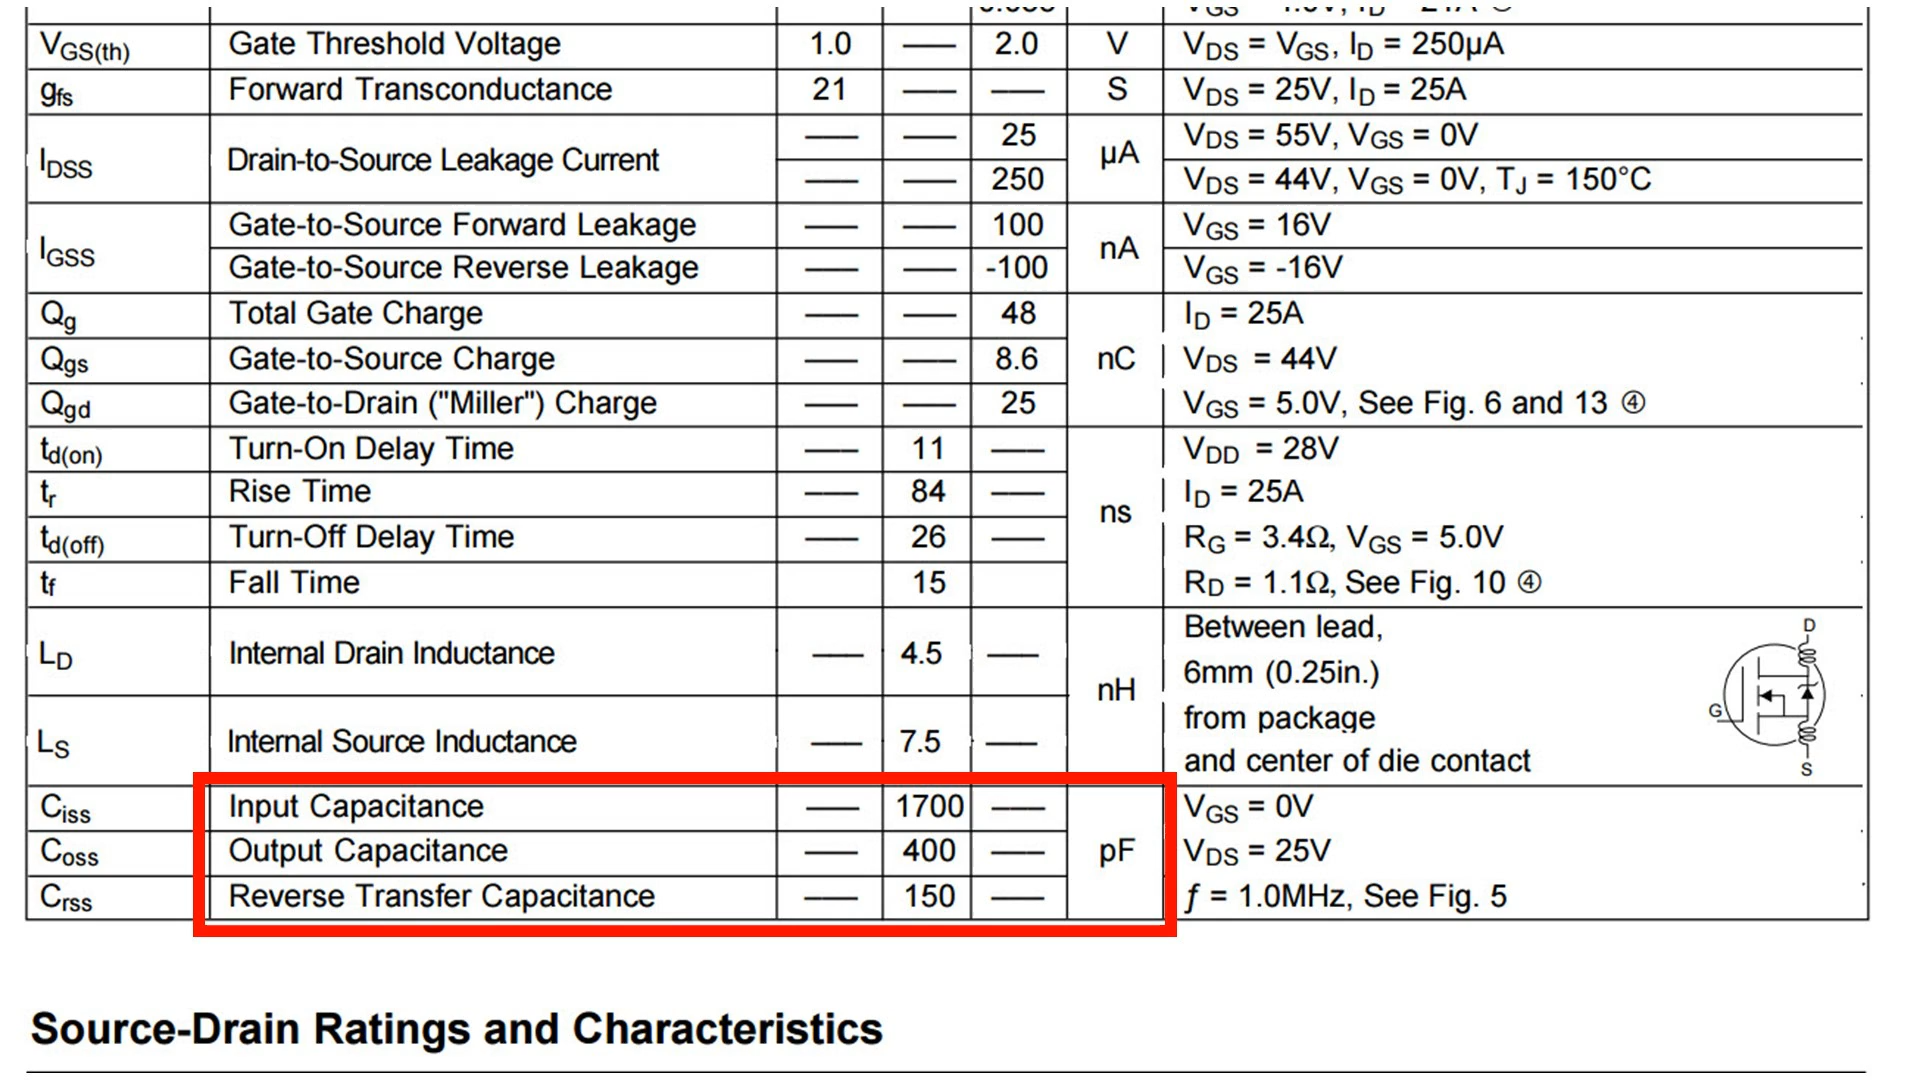 V GS(th) Gate Threshold Voltage 1.0 —— 2.0 V VDS = VGS, ID = 250μA
gfs Forward Transconductance 21 —— —— S VDS = 25V, ID = 25A
IDSS Drain-to-Source Leakage Current —— —— 25 μA VDS = 55V, VGS = 0V
—— —— 250 VDS = 44V, VGS = 0V, TJ = 150°C
IGSS Gate-to-Source Forward Leakage —— —— 100 nA VGS = 16V
Gate-to-Source Reverse Leakage —— —— -100 VGS = -16V
Qg Total Gate Charge —— —— 48 nC ID = 25A
Qgs Gate-to-Source Charge —— —— 8.6 VDS = 44V
Qgd Gate-to-Drain ("Miller") Charge —— —— 25 VGS = 5.0V, See Fig. 6 and 13 ④
td(on) Turn-On Delay Time —— 11 —— ns VDD = 28V
tr Rise Time —— 84 —— ID = 25A
td(off) Turn-Off Delay Time —— 26 —— RG = 3.4Ω, VGS = 5.0V
tf Fall Time 15 RD = 1.1Ω, See Fig. 10 ④
LD Internal Drain Inductance —— 4.5 —— nH Between lead,
6mm (0.25in.)
LS Internal Source Inductance —— 7.5 —— from package
and center of die contact
D
G
S
Ciss Input Capacitance —— 1700 —— pF VGS = 0V
Coss Output Capacitance —— 400 —— VDS = 25V
Crss Reverse Transfer Capacitance —— 150 —— ƒ = 1.0MHz, See Fig. 5
Source-Drain Ratings and Characteristics